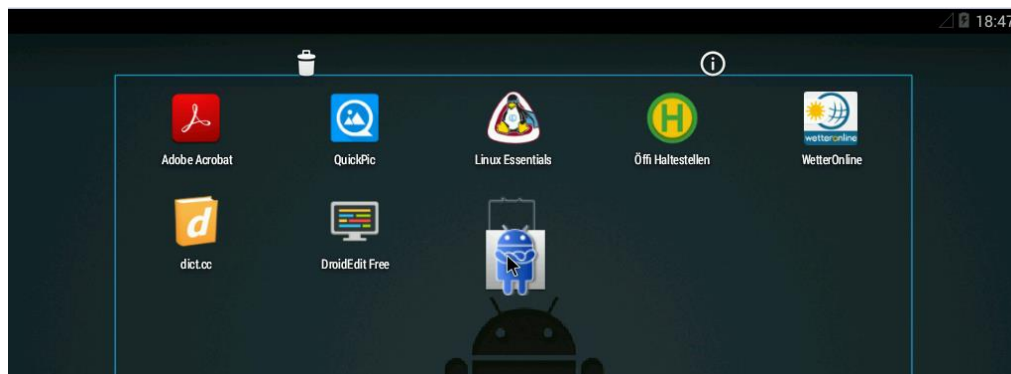 18:47
Adobe Acrobat
QuickPic
Linux Essentials
Öffi Haltestellen
WetterOnline
H
wetteronline
d
dict.cc
DroidEdit Free